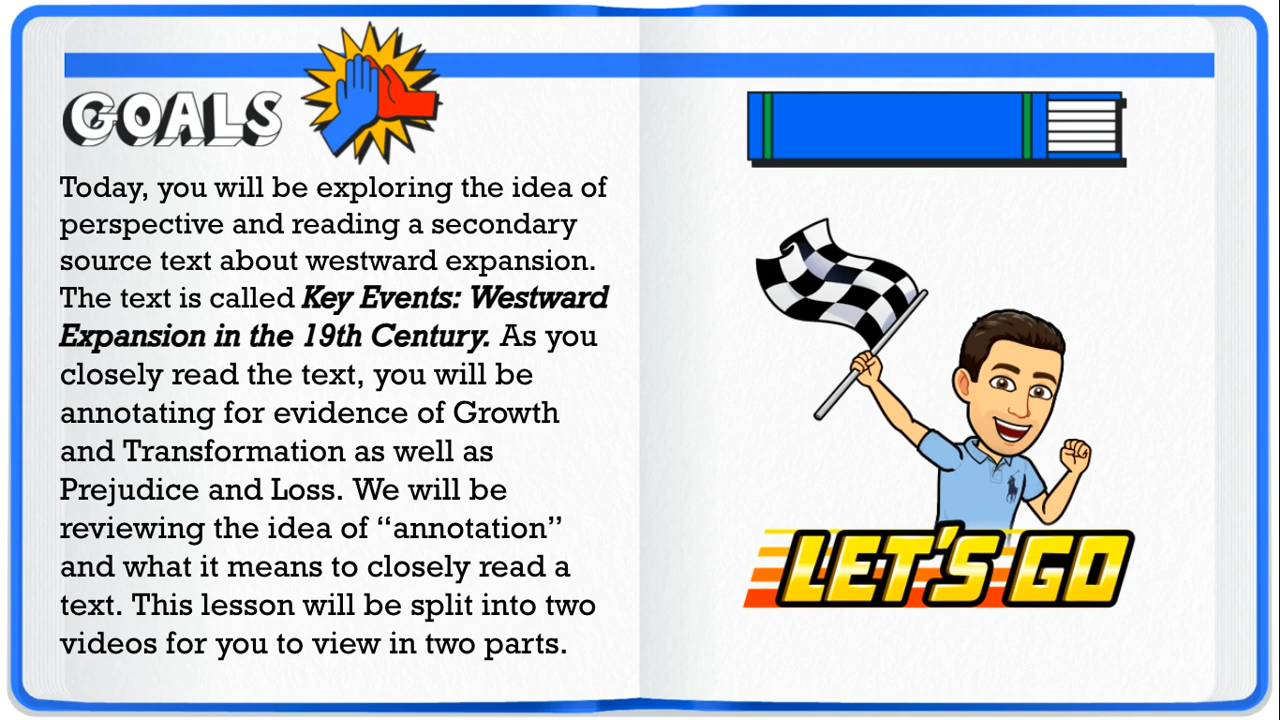 GOALS
Today, you will be exploring the idea of
perspective and reading a secondary
source text about westward expansion.
The text is called Key Events: Westward
Expansion in the 19th Century. As you
closely read the text, you will be
annotating for evidence of Growth
and Transformation as well as
Prejudice and Loss. We will be
reviewing the idea of “annotation”
and what it means to closely read a
text. This lesson will be split into two
videos for you to view in two parts.
LET'S GO